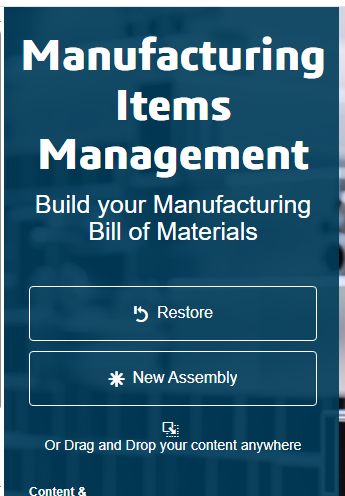 Manufacturing
Items
Management
Build your Manufacturing
Bill of Materials
Restore
New Assembly
Or Drag and Drop your content anywhere
Content &